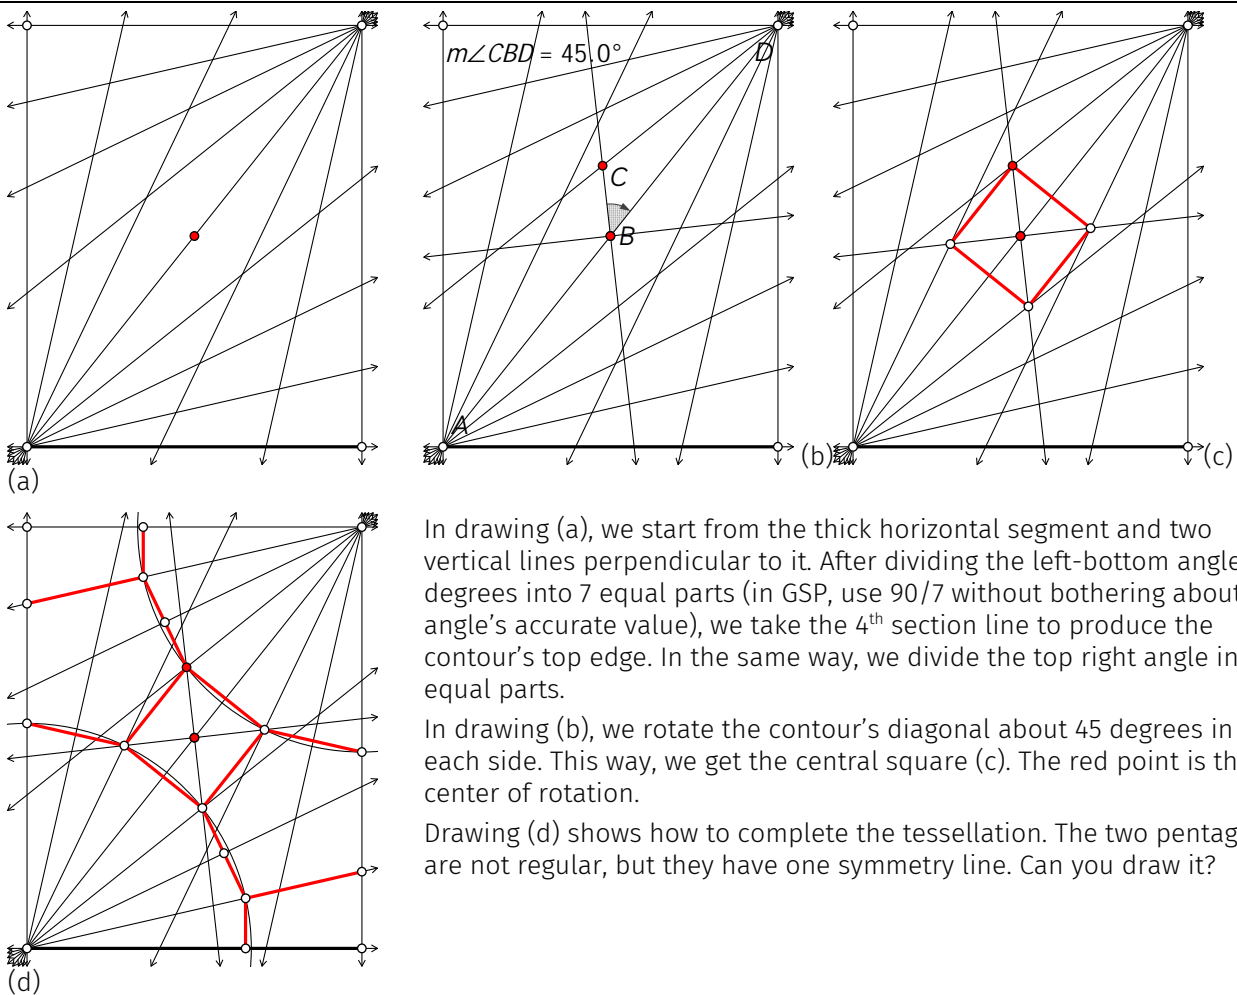 m∠CBD = 45.0°
D
C
B
A
(a)
(b)
(c)
(d)
In drawing (a), we start from the thick horizontal segment and two
vertical lines perpendicular to it. After dividing the left-bottom angle
degrees into 7 equal parts (in GSP, use 90/7 without bothering about
angle’s accurate value), we take the 4th section line to produce the
contour’s top edge. In the same way, we divide the top right angle in
equal parts.
In drawing (b), we rotate the contour’s diagonal about 45 degrees in
each side. This way, we get the central square (c). The red point is th
center of rotation.
Drawing (d) shows how to complete the tessellation. The two pentag
are not regular, but they have one symmetry line. Can you draw it?